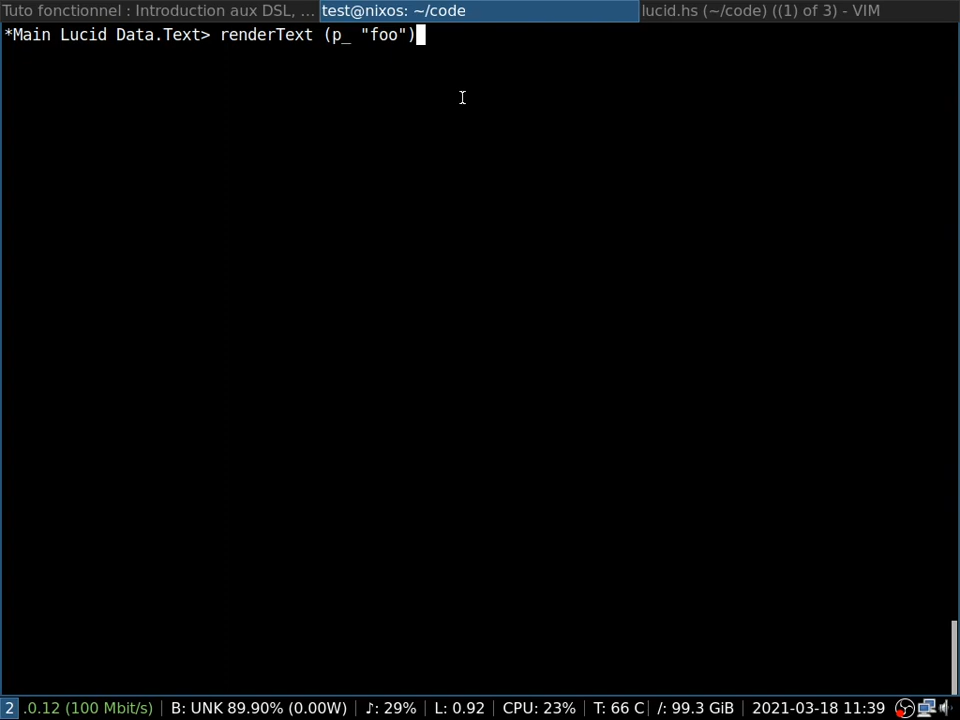 Tuto fonctionnel : Introduction aux DSL, ... test@nixos: ~/code lucid.hs (~/code) ((1) of 3) - VIM
*Main Lucid Data.Text> renderText (p_ "foo")
2 .0.12 (100 Mbit/s) | B: UNK 89.90% (0.00W) | ♪: 29% | L: 0.92 | CPU: 23% | T: 66 C | /: 99.3 GiB | 2021-03-18 11:39